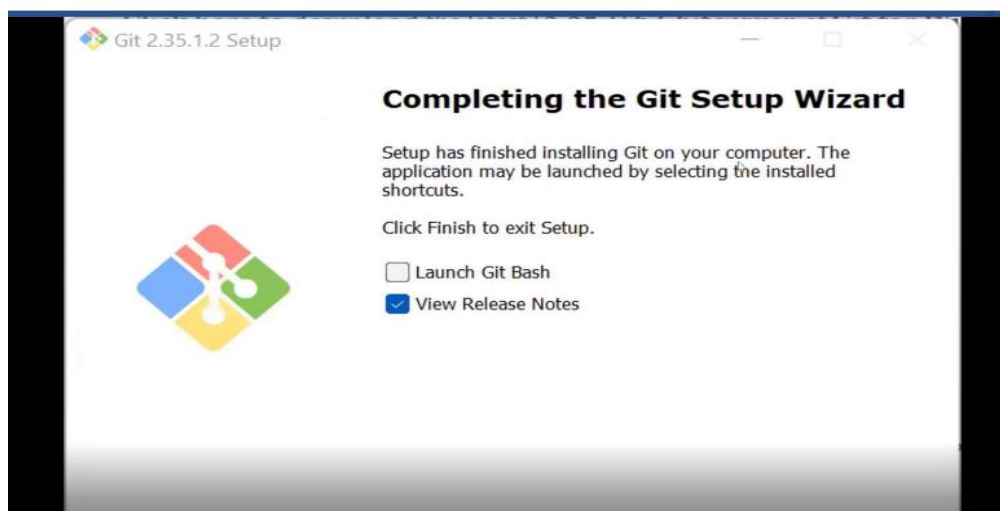 Git 2.35.1.2 Setup
Completing the Git Setup Wizard
Setup has finished installing Git on your computer. The
application may be launched by selecting the installed
shortcuts.
Click Finish to exit Setup.
Launch Git Bash
View Release Notes